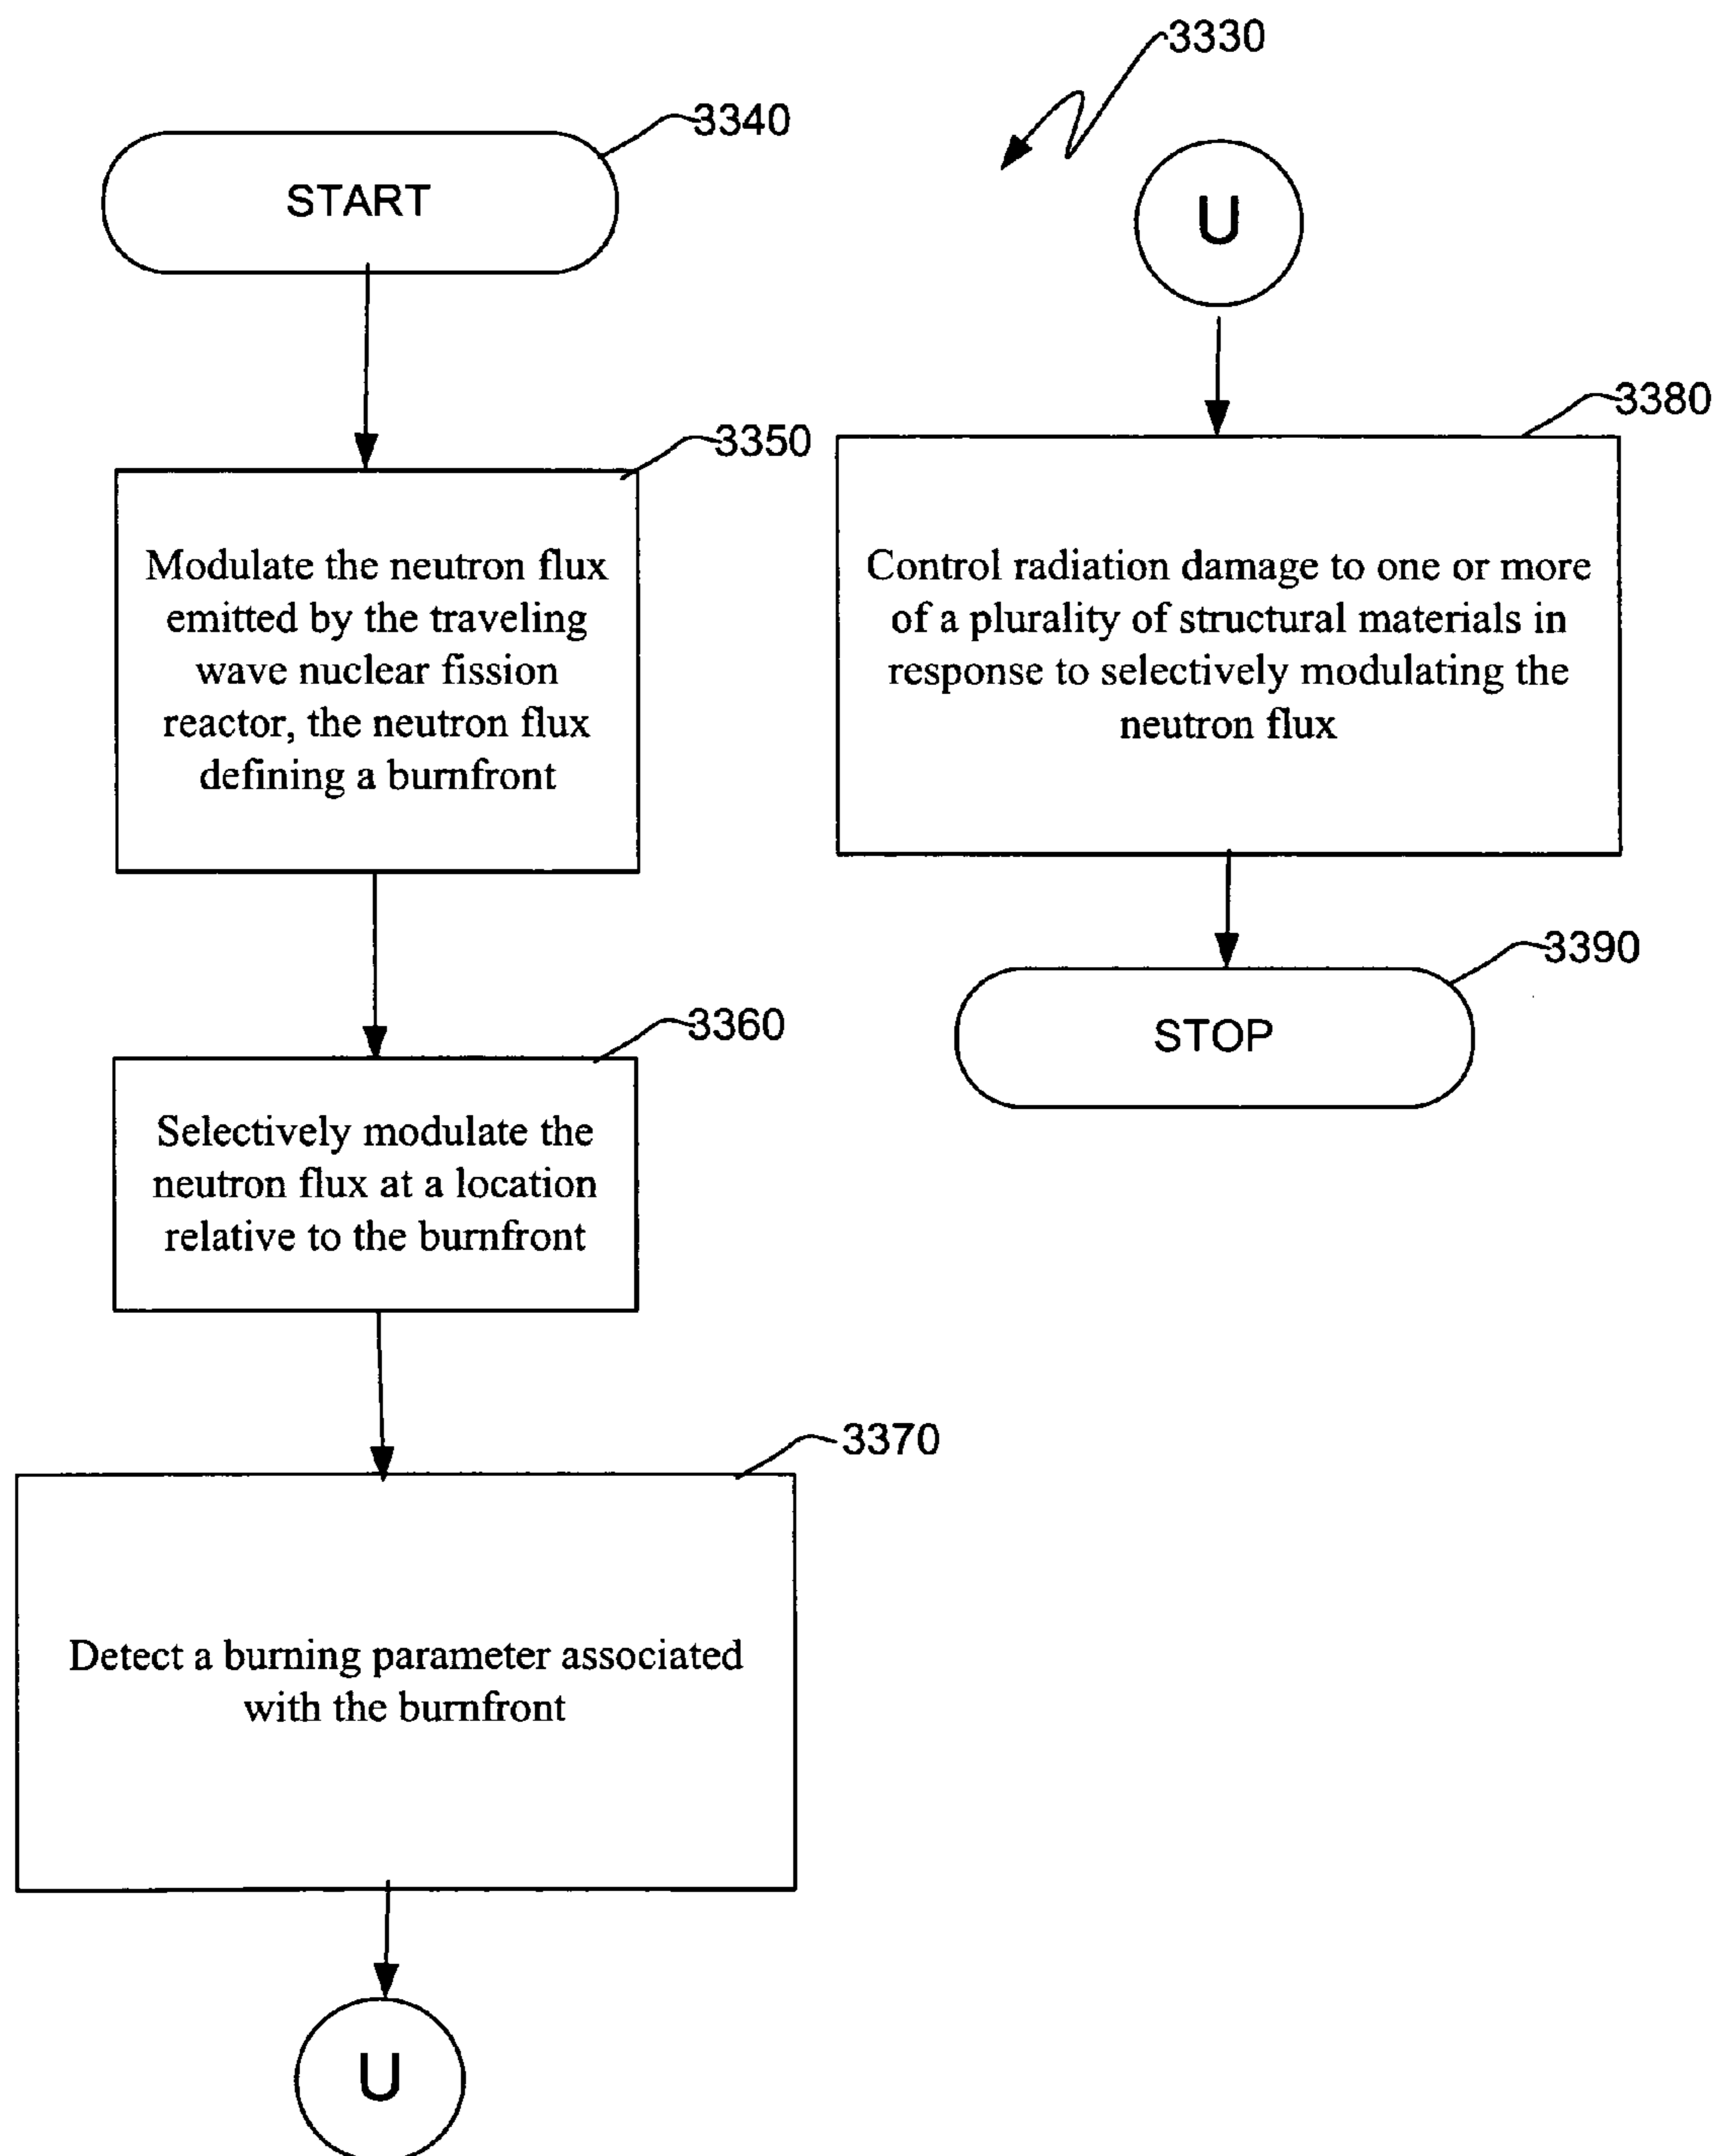 3340
START
3350
Modulate the neutron flux
emitted by the traveling
wave nuclear fission
reactor, the neutron flux
defining a burnfront
3360
Selectively modulate the
neutron flux at a location
relative to the burnfront
3370
Detect a burning parameter associated
with the burnfront
U
3330
U
3380
Control radiation damage to one or more
of a plurality of structural materials in
response to selectively modulating the
neutron flux
3390
STOP